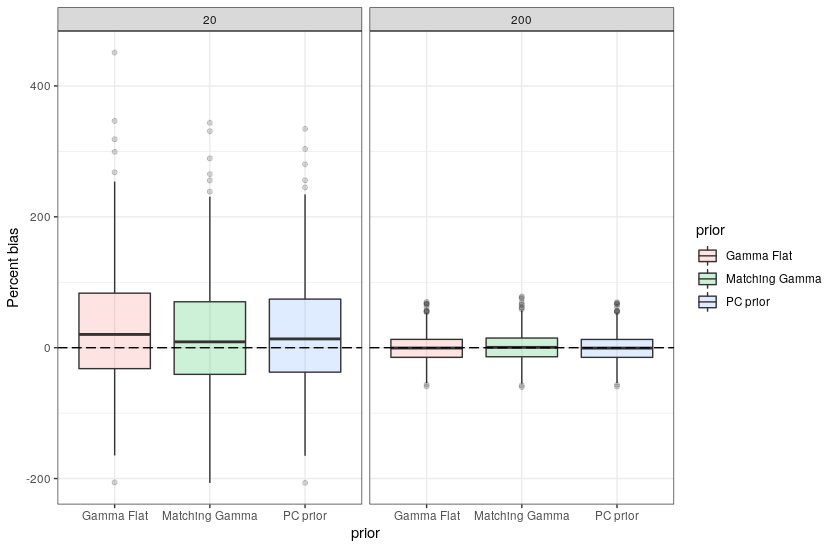 20
200
Percent bias
400
200
0
-200
Gamma Flat
Matching Gamma
PC prior
Gamma Flat
Matching Gamma
PC prior
prior
prior
Gamma Flat
Matching Gamma
PC prior